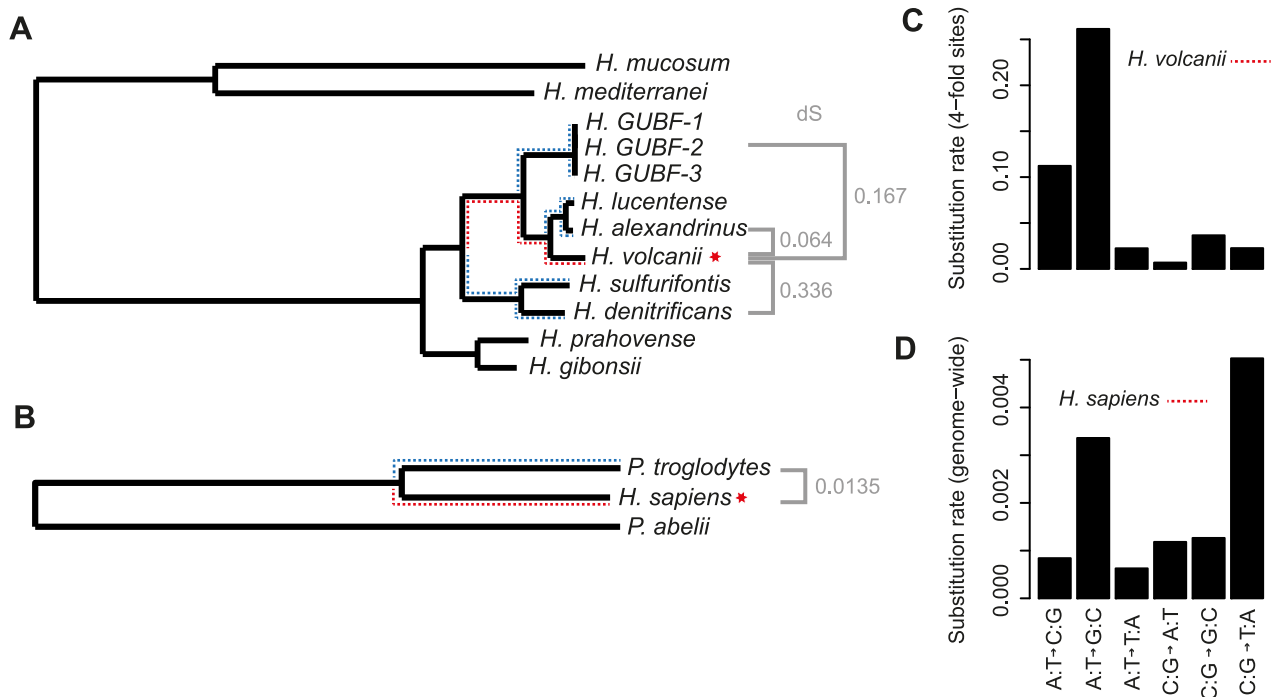 A
H. mucosum
H. mediterranei
H. GUBF-1
H. GUBF-2
H. GUBF-3
H. lucentense
H. alexandrinus
H. volcanii
H. sulfurifontis
H. denitrificans
H. prahovense
H. gibonsii
dS
0.167
0.064
0.336
B
P. troglodytes
H. sapiens
P. abelii
0.0135
C
Substitution rate (4−fold sites)
0.00
0.10
0.20
H. volcanii
D
Substitution rate (genome−wide)
0.000
0.002
0.004
H. sapiens
A:T→C:G
A:T→G:C
A:T→T:A
C:G→A:T
C:G→G:C
C:G→T:A